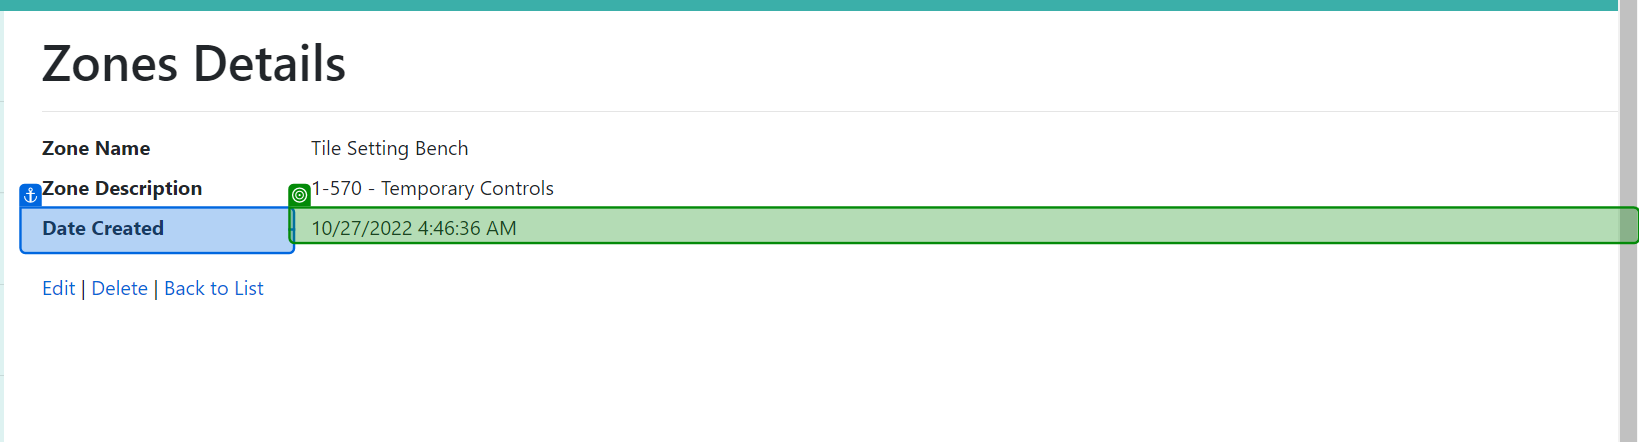 Zones Details
Zone Name Tile Setting Bench
Zone Description 1-570 - Temporary Controls
Date Created 10/27/2022 4:46:36 AM
Edit | Delete | Back to List